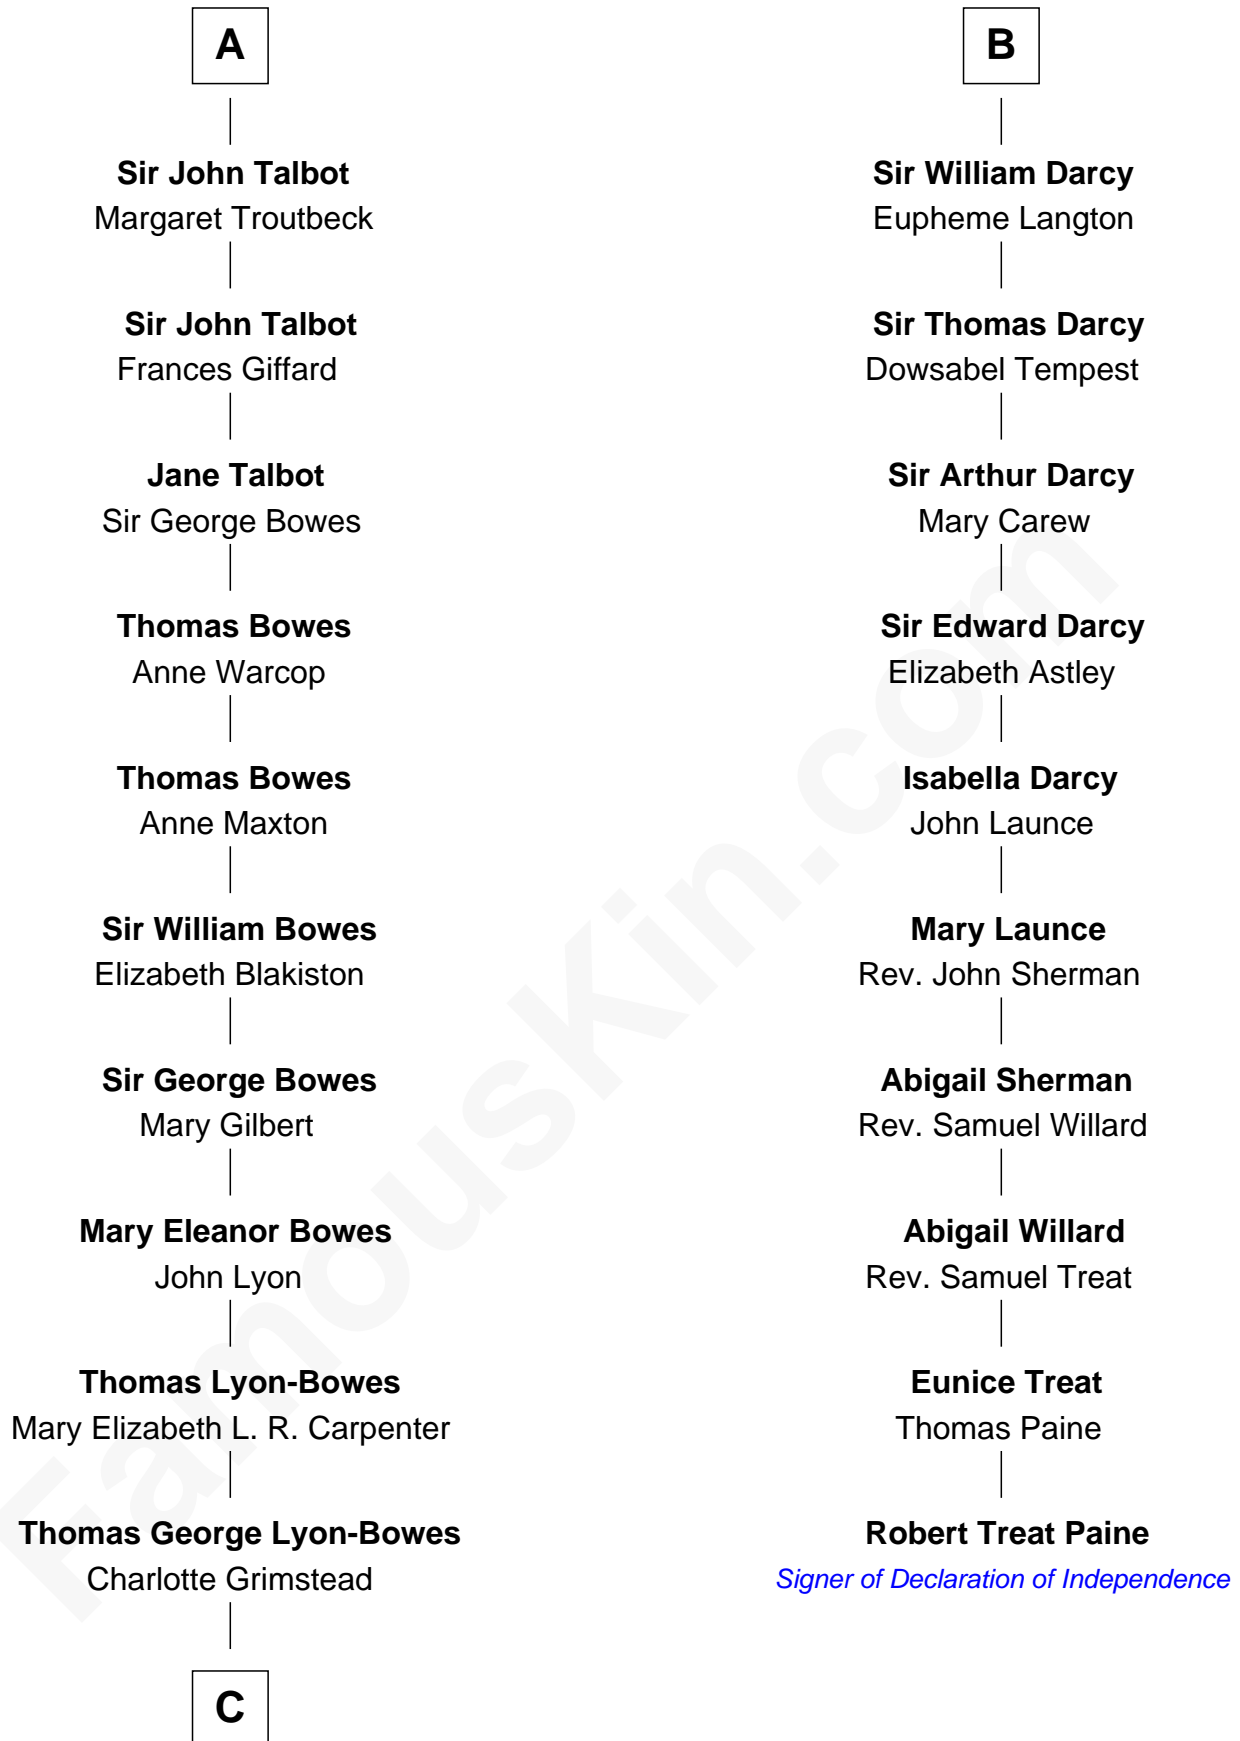 A
Sir John Talbot
Margaret Troutbeck
Sir John Talbot
Frances Giffard
Jane Talbot
Sir George Bowes
Thomas Bowes
Anne Warcop
Thomas Bowes
Anne Maxton
Sir William Bowes
Elizabeth Blakiston
Sir George Bowes
Mary Gilbert
Mary Eleanor Bowes
John Lyon
Thomas Lyon-Bowes
Mary Elizabeth L. R. Carpenter
Thomas George Lyon-Bowes
Charlotte Grimstead
C
B
Sir William Darcy
Eupheme Langton
Sir Thomas Darcy
Dowsabel Tempest
Sir Arthur Darcy
Mary Carew
Sir Edward Darcy
Elizabeth Astley
Isabella Darcy
John Launce
Mary Launce
Rev. John Sherman
Abigail Sherman
Rev. Samuel Willard
Abigail Willard
Rev. Samuel Treat
Eunice Treat
Thomas Paine
Robert Treat Paine
Signer of Declaration of Independence
FamousKin.com